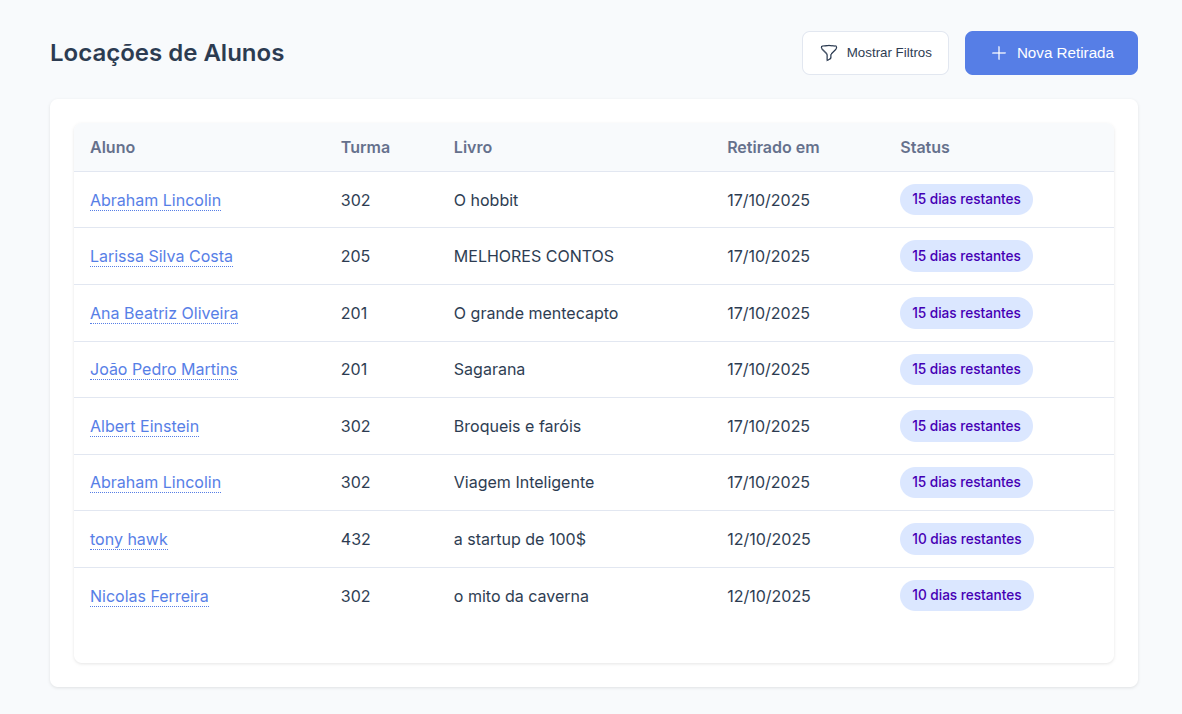 Locações de Alunos
Mostrar Filtros
Nova Retirada
Aluno Turma Livro Retirado em Status
Abraham Lincolin 302 O hobbit 17/10/2025 15 dias restantes
Larissa Silva Costa 205 MELHORES CONTOS 17/10/2025 15 dias restantes
Ana Beatriz Oliveira 201 O grande mentecapto 17/10/2025 15 dias restantes
João Pedro Martins 201 Sagarana 17/10/2025 15 dias restantes
Albert Einstein 302 Broqueis e faróis 17/10/2025 15 dias restantes
Abraham Lincolin 302 Viagem Inteligente 17/10/2025 15 dias restantes
tony hawk 432 a startup de 100$ 12/10/2025 10 dias restantes
Nicolas Ferreira 302 o mito da caverna 12/10/2025 10 dias restantes